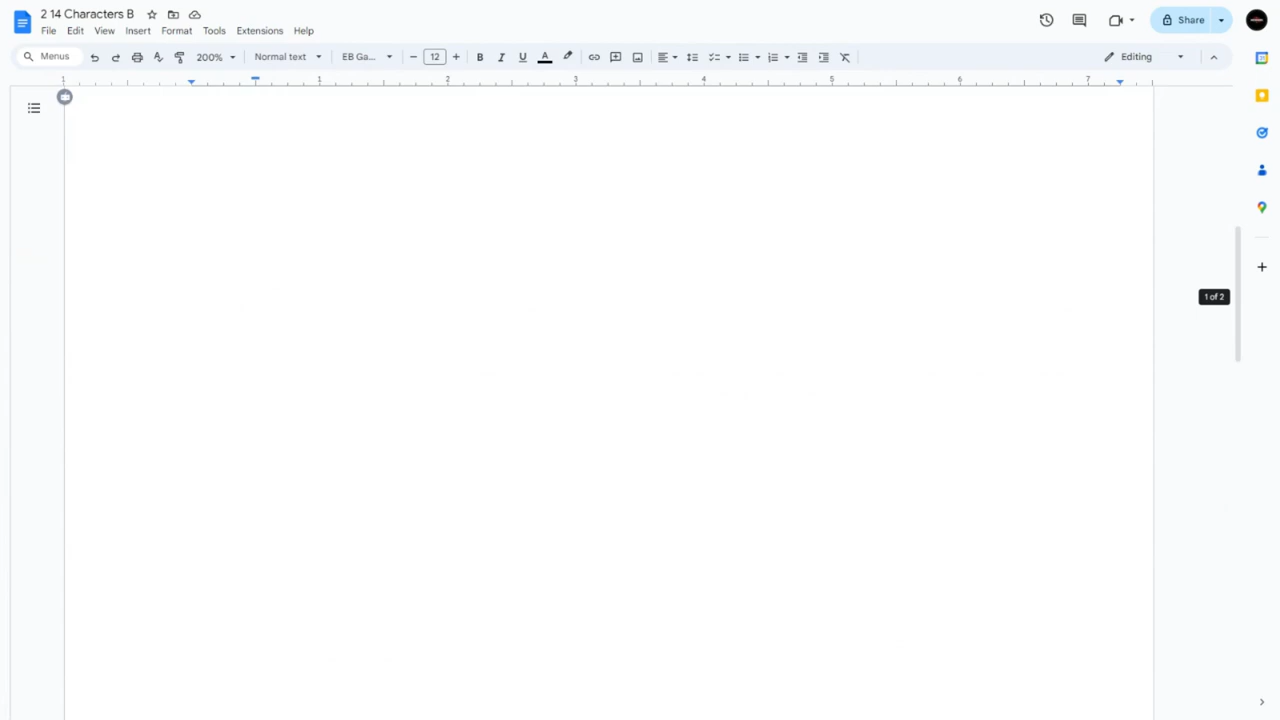 2 14 Characters B
File Edit View Insert Format Tools Extensions Help
Share
Menus
200%
Normal text
EB Ga...
12
B I U A
Editing
1 1 2 3 4 5 6 7
1 of 2